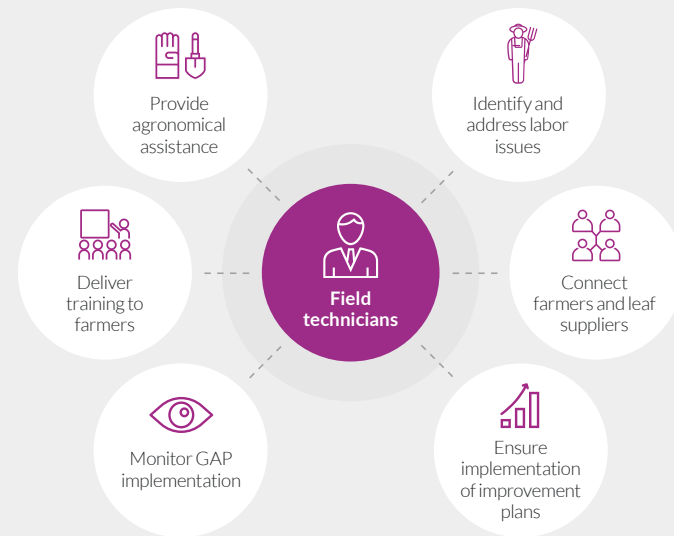 Provide
agronomical
assistance
Identify and
address labor
issues
Deliver
training to
farmers
Field
technicians
Connect
farmers and leaf
suppliers
Monitor GAP
implementation
Ensure
implementation
of improvement
plans